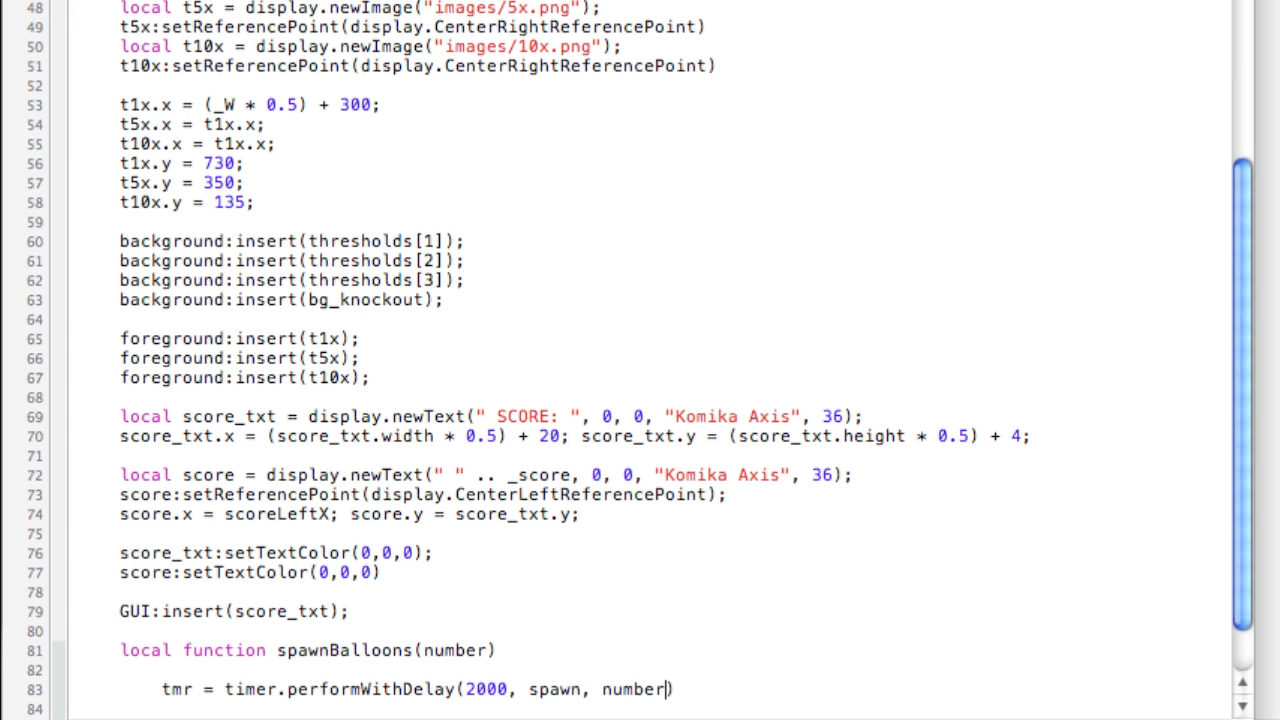 48 local t5x = display.newImage("images/5x.png");
49 t5x:setReferencePoint(display.CenterRightReferencePoint)
50 local t10x = display.newImage("images/10x.png");
51 t10x:setReferencePoint(display.CenterRightReferencePoint)
52
53 t1x.x = (_W * 0.5) + 300;
54 t5x.x = t1x.x;
55 t10x.x = t1x.x;
56 t1x.y = 730;
57 t5x.y = 350;
58 t10x.y = 135;
59
60 background:insert(thresholds[1]);
61 background:insert(thresholds[2]);
62 background:insert(thresholds[3]);
63 background:insert(bg_knockout);
64
65 foreground:insert(t1x);
66 foreground:insert(t5x);
67 foreground:insert(t10x);
68
69 local score_txt = display.newText(" SCORE: ", 0, 0, "Komika Axis", 36);
70 score_txt.x = (score_txt.width * 0.5) + 20; score_txt.y = (score_txt.height * 0.5) + 4;
71
72 local score = display.newText(" " .. _score, 0, 0, "Komika Axis", 36);
73 score:setReferencePoint(display.CenterLeftReferencePoint);
74 score.x = scoreLeftX; score.y = score_txt.y;
75
76 score_txt:setTextColor(0,0,0);
77 score:setTextColor(0,0,0)
78
79 GUI:insert(score_txt);
80
81 local function spawnBalloons(number)
82
83 tmr = timer.performWithDelay(2000, spawn, number)
84